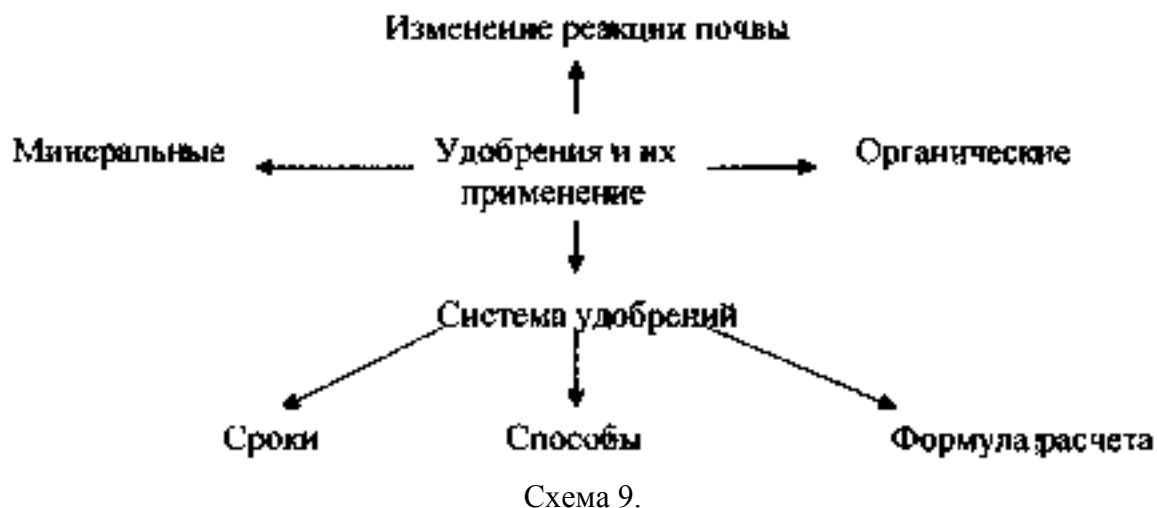 Изменение реакции почвы
Минеральные
Удобрения и их
применение
Органические
Система удобрений
Сроки
Способы
Формула расчета
Схема 9.